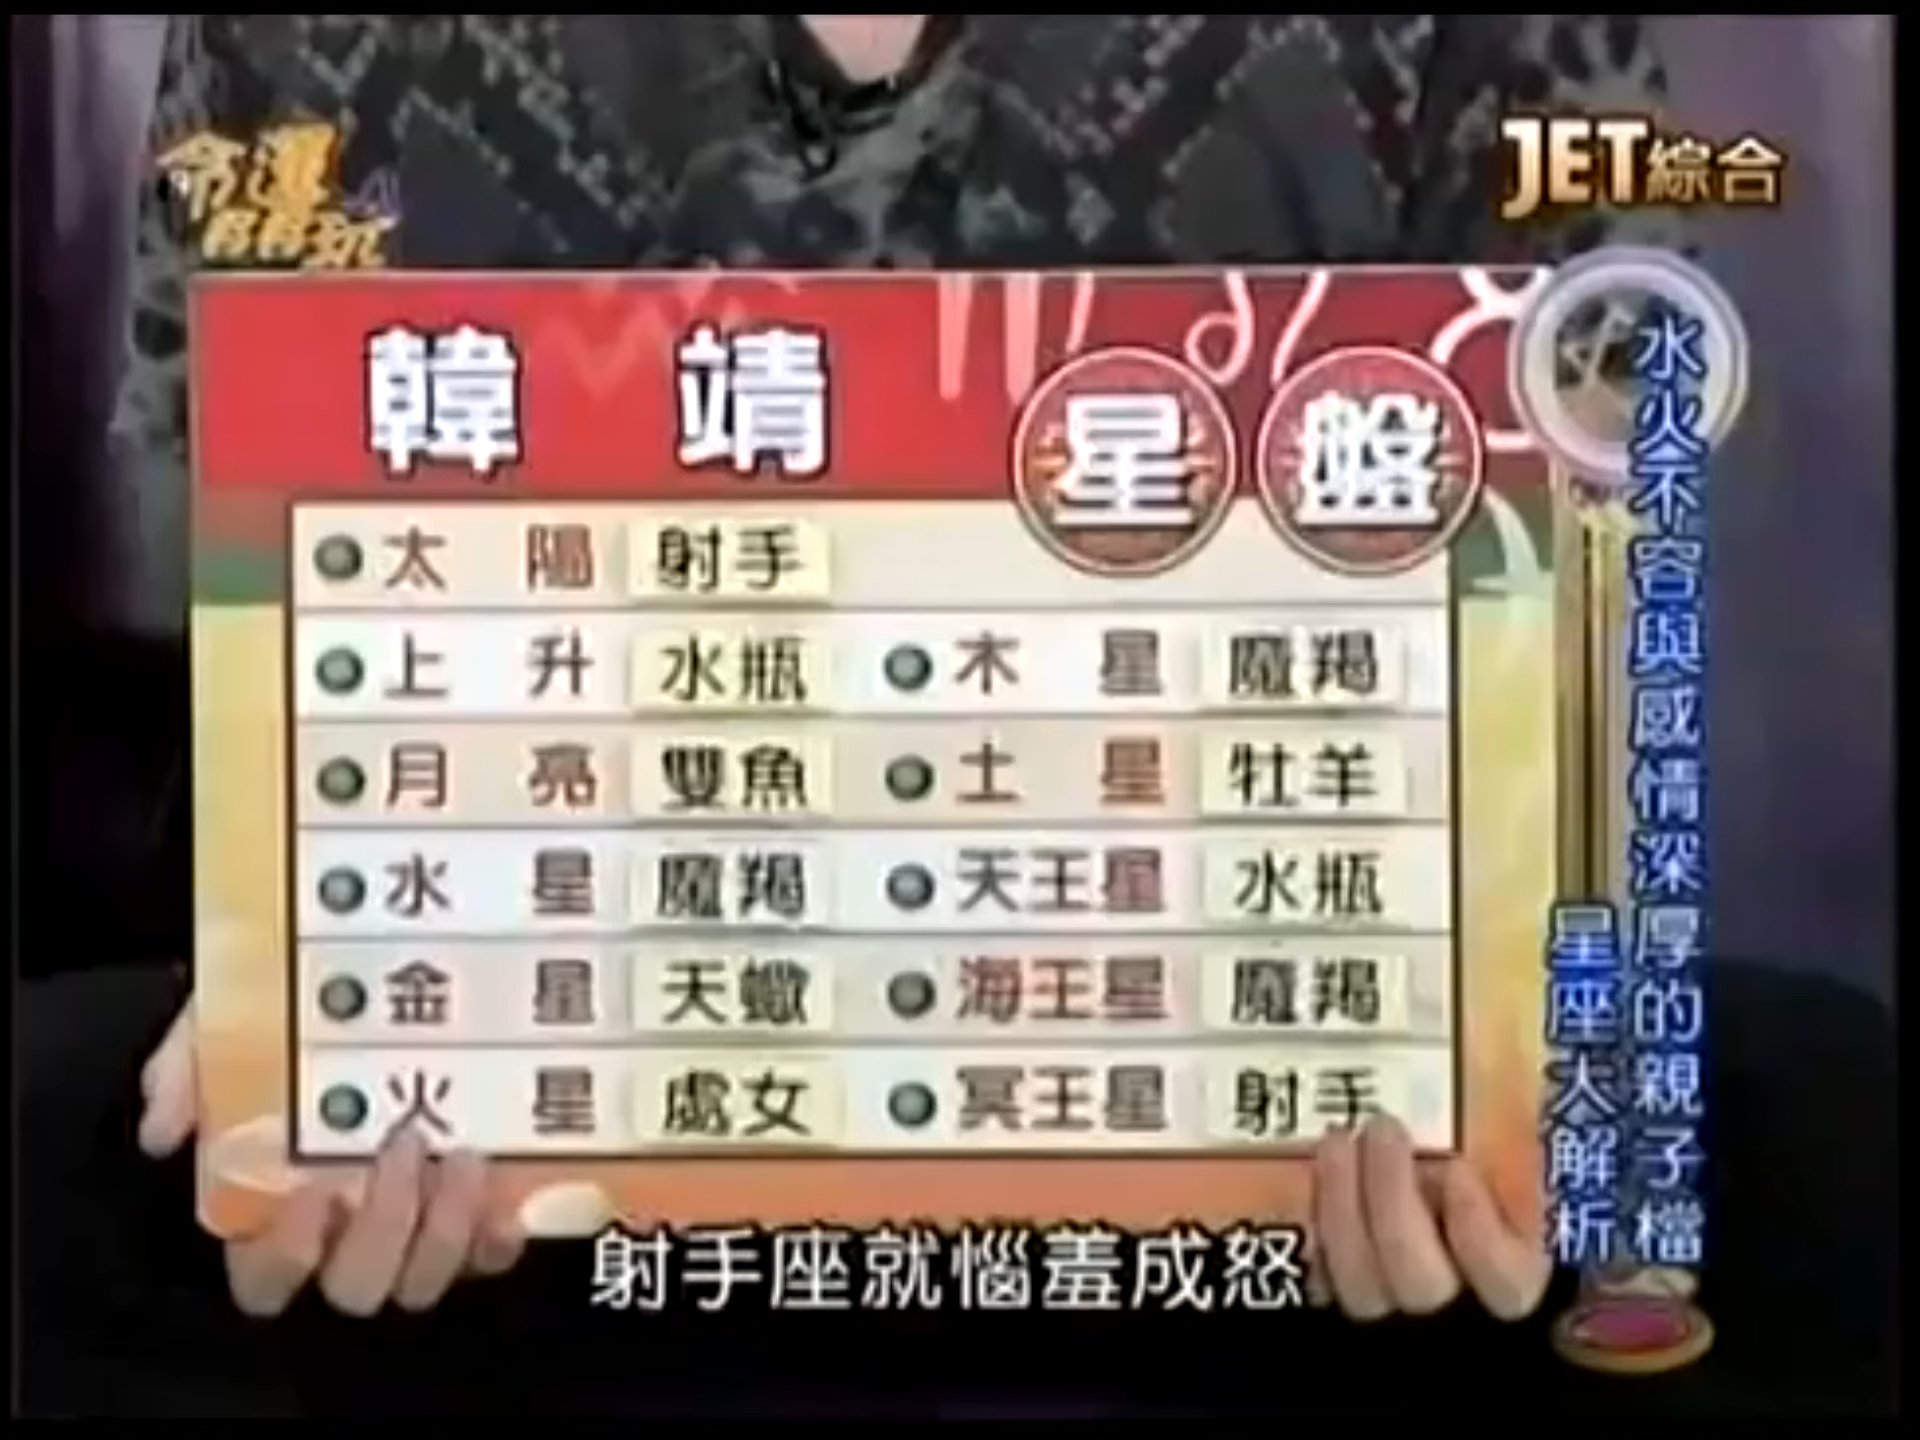 命運好好玩
JET綜合
韓靖
星盤
太陽 射手
上升 水瓶 木星 魔羯
月亮 雙魚 土星 牡羊
水星 魔羯 天王星 水瓶
金星 天蠍 海王星 魔羯
火星 處女 冥王星 射手
水火不容與感情深厚的親子檔
星座大解析
射手座就惱羞成怒